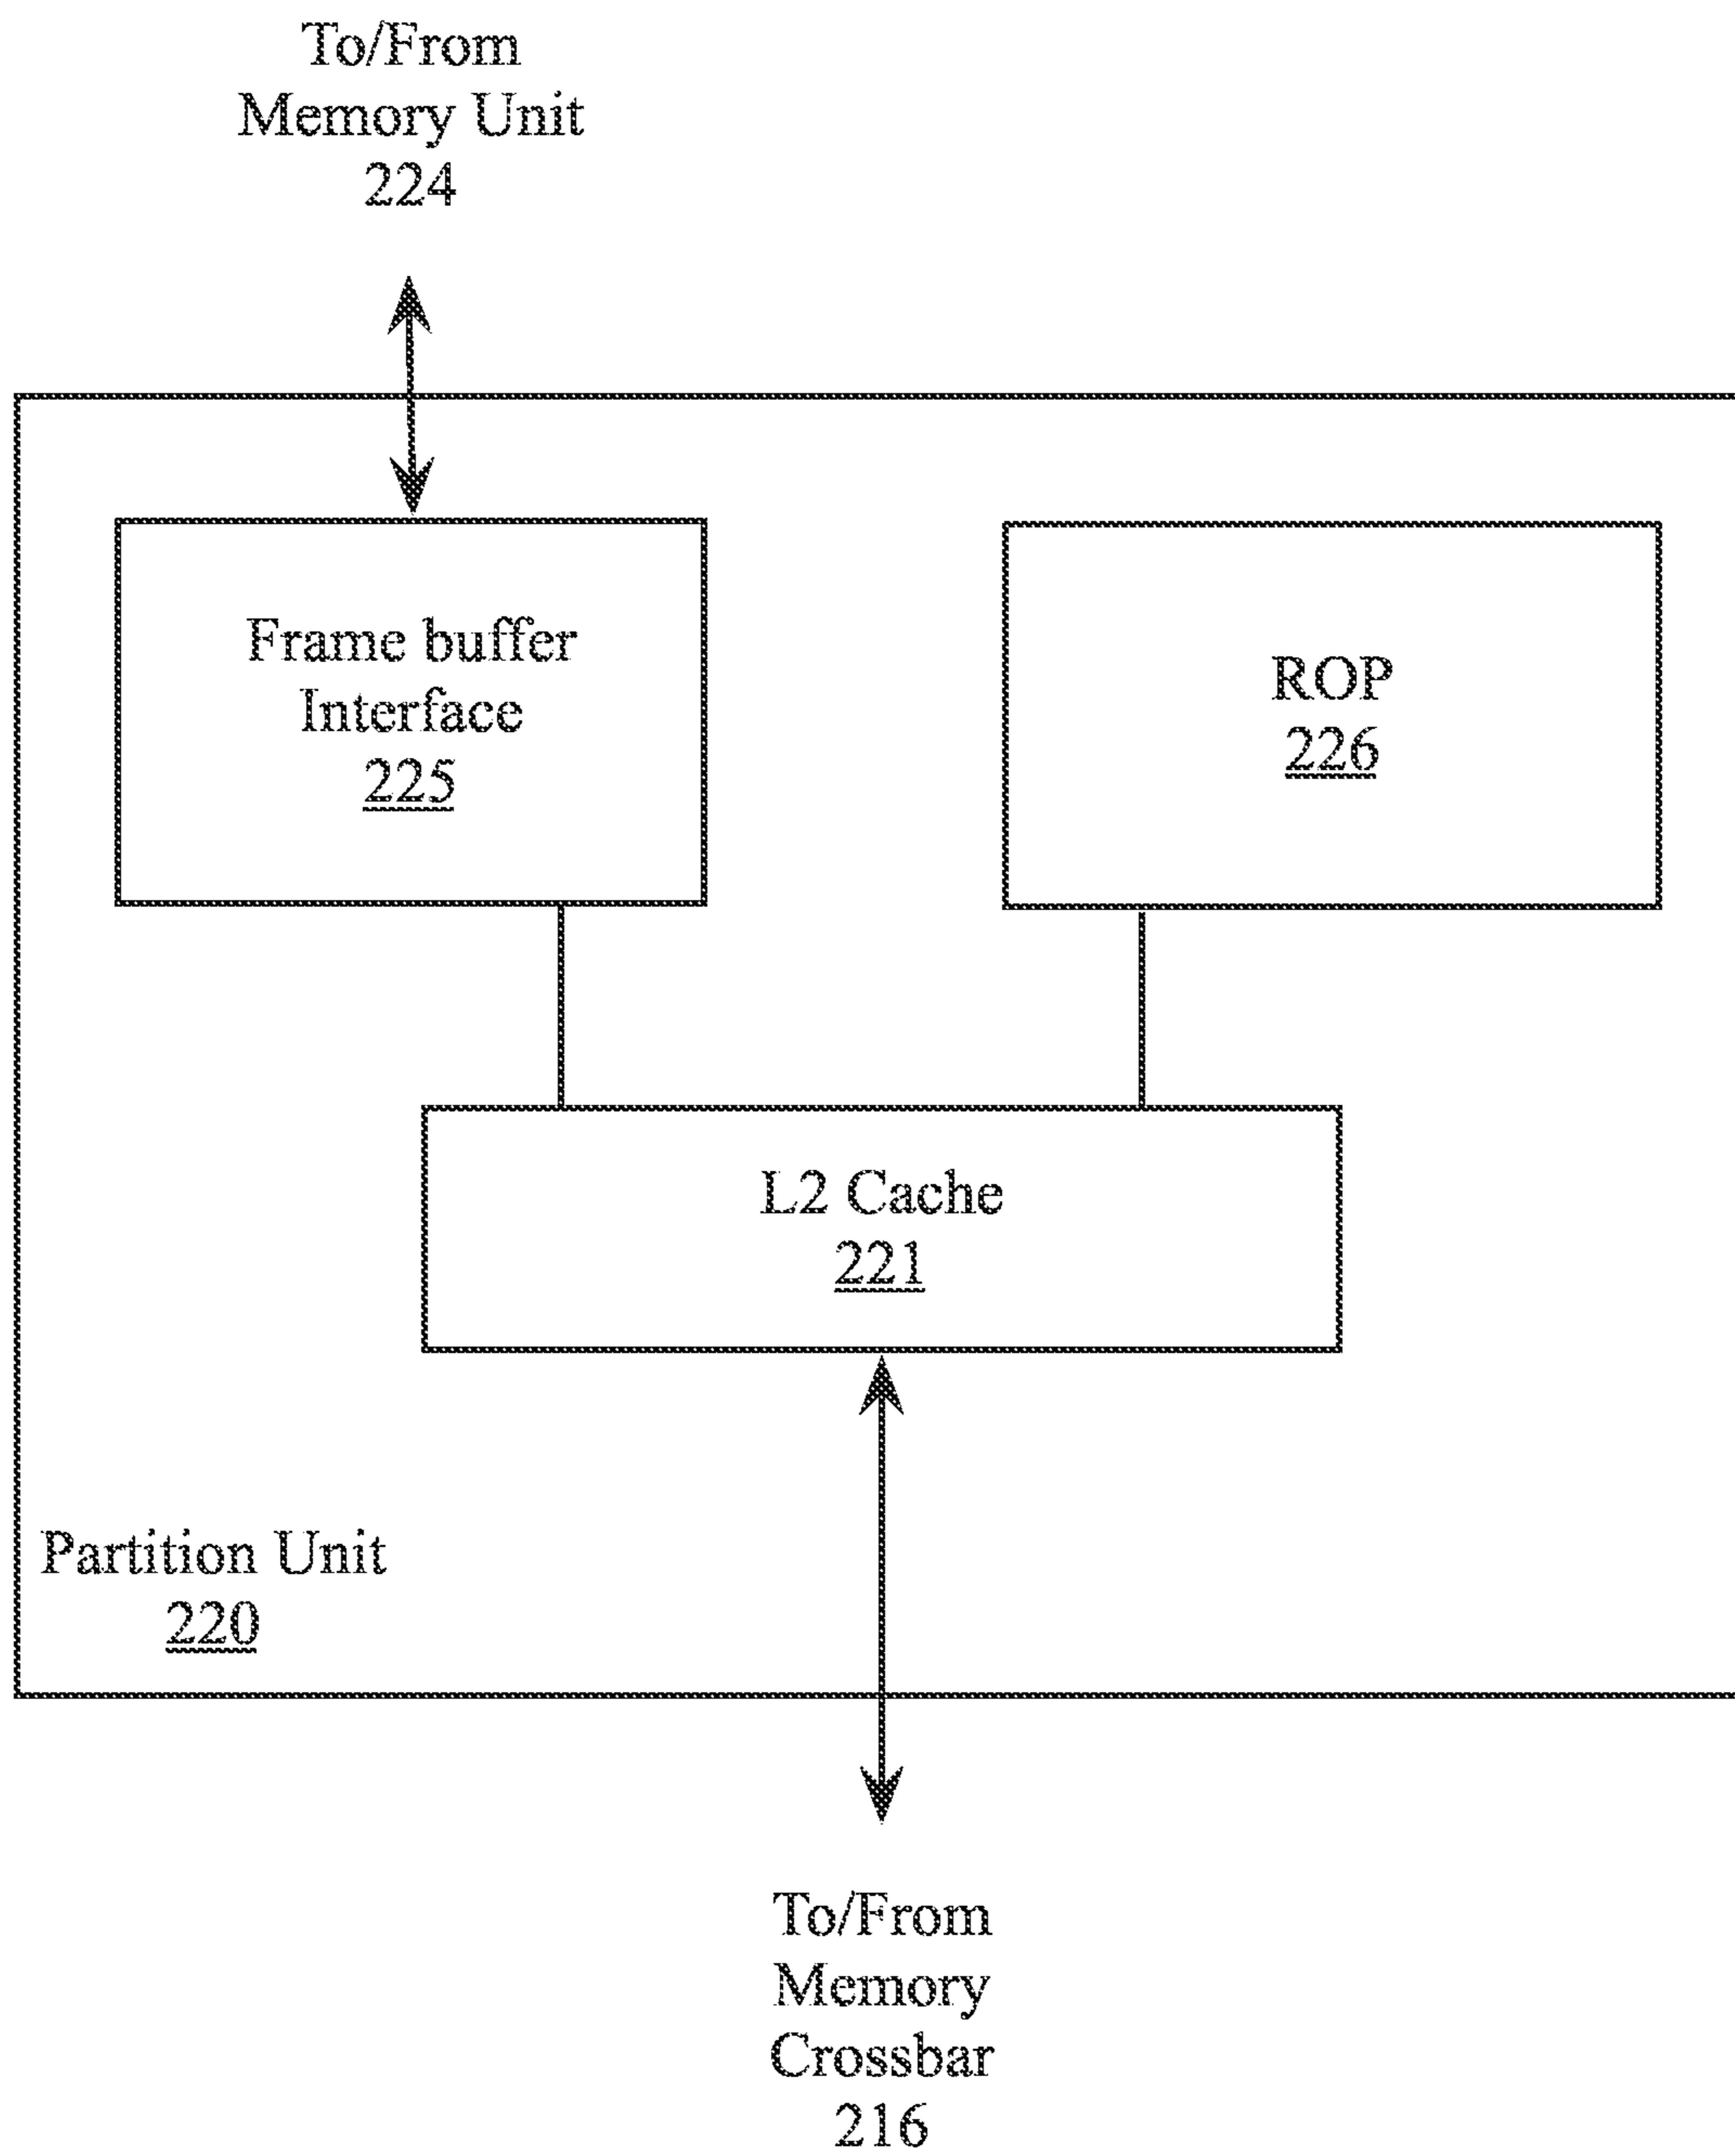 To/From
Memory Unit
224
Frame buffer
Interface
225
ROP
226
L2 Cache
221
Partition Unit
220
To/From
Memory
Crossbar
216